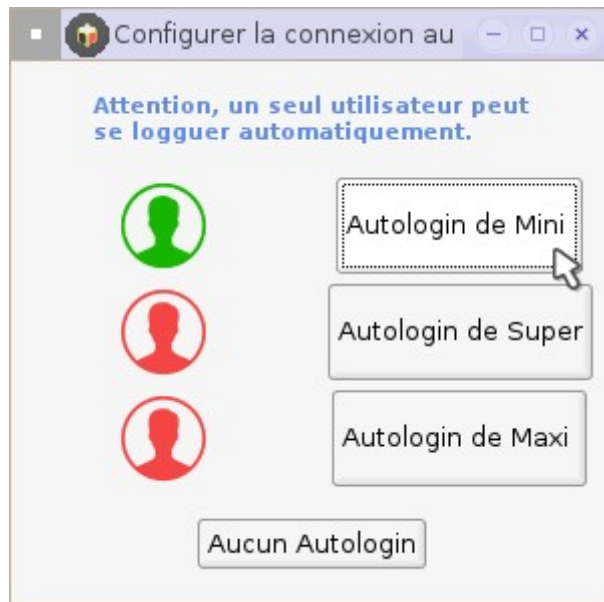 Configurer la connexion au
Attention, un seul utilisateur peut
se logguer automatiquement.
Autologin de Mini
Autologin de Super
Autologin de Maxi
Aucun Autologin